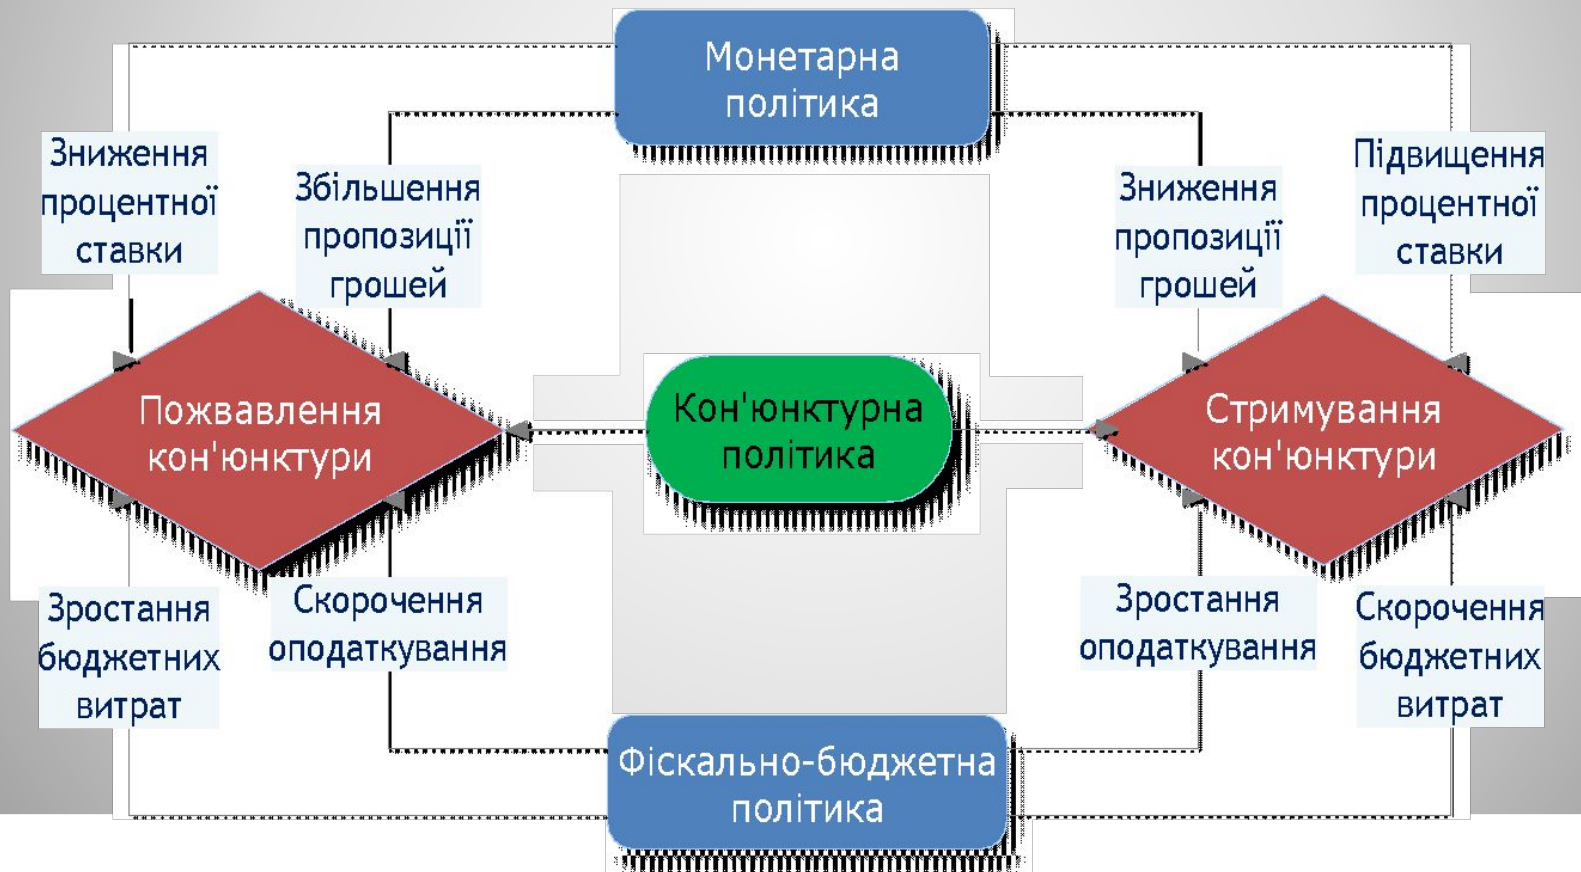 Монетарна
політика
Зниження
процентної
ставки
Збільшення
пропозиції
грошей
Зниження
пропозиції
грошей
Підвищення
процентної
ставки
Пожвавлення
кон'юнктури
Кон'юнктурна
політика
Стримування
кон'юнктури
Зростання
бюджетних
витрат
Скорочення
оподаткування
Зростання
оподаткування
Скорочення
бюджетних
витрат
Фіскально-бюджетна
політика